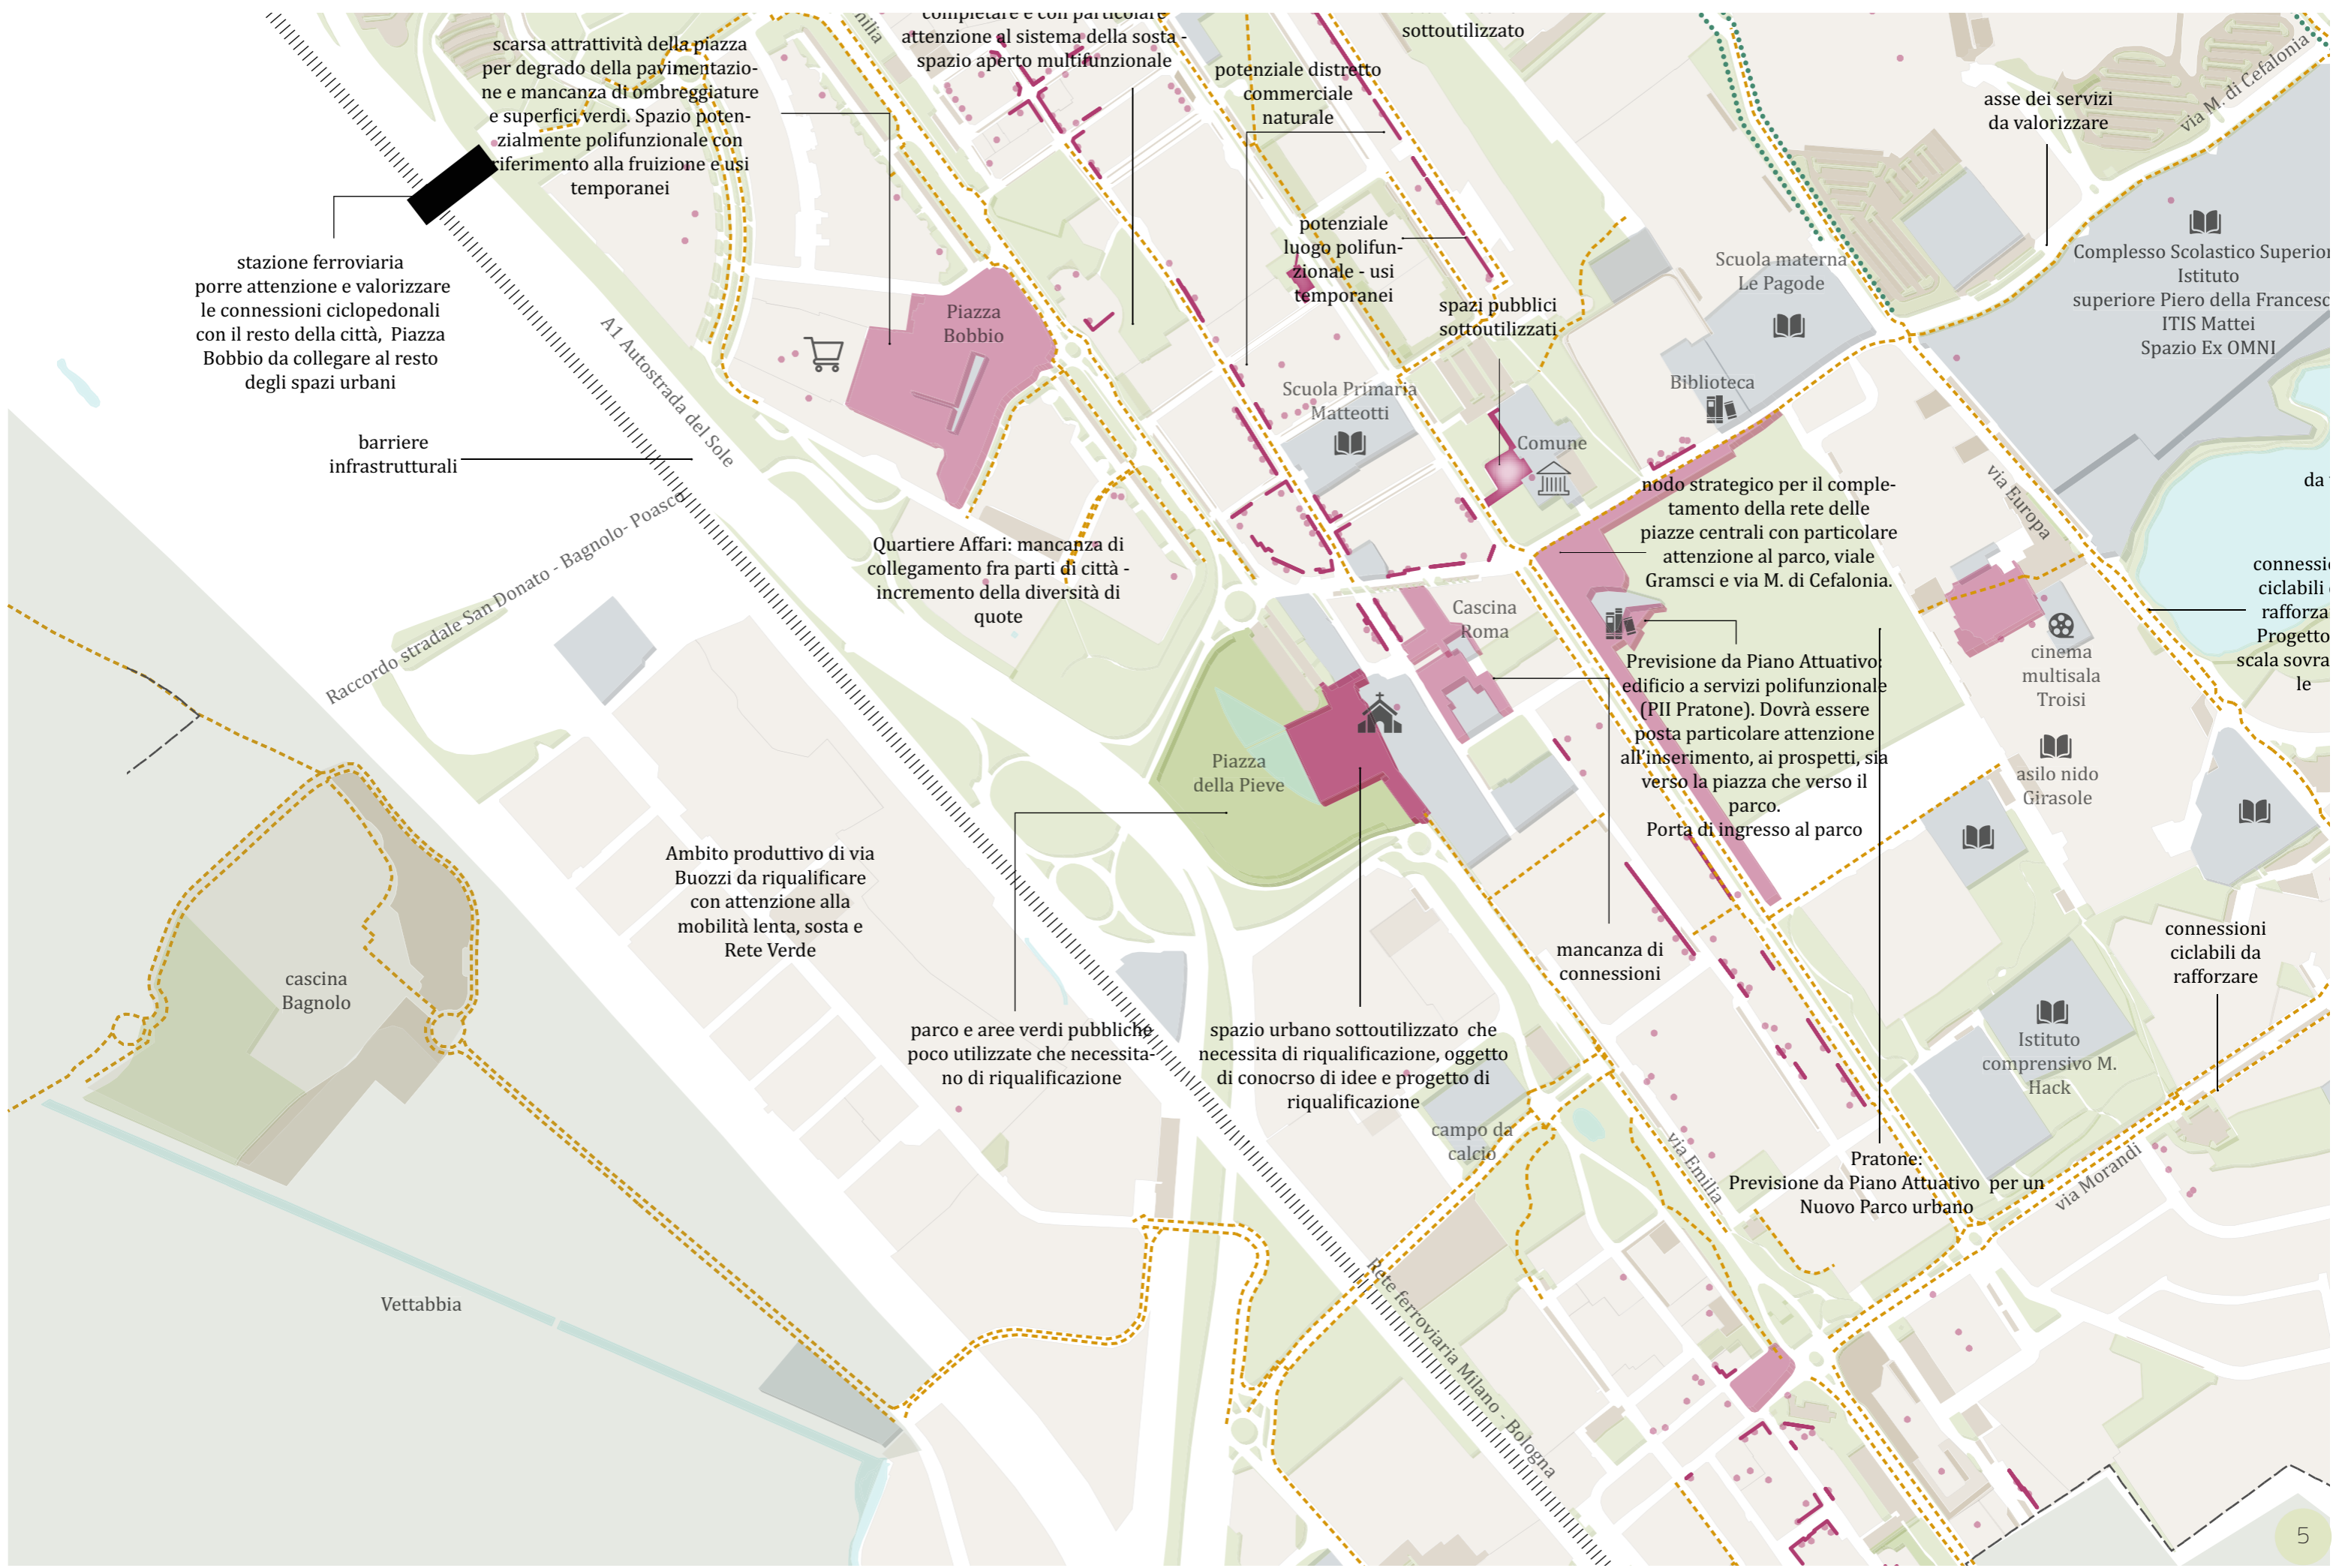 completare e con particolare
attenzione al sistema della sosta -
spazio aperto multifunzionale
sottoutilizzato
scarsa attrattività della piazza
per degrado della pavimentazio-
ne e mancanza di ombreggiature
e superfici verdi. Spazio poten-
zialmente polifunzionale con
riferimento alla fruizione e usi
temporanei
potenziale distretto
commerciale
naturale
asse dei servizi
da valorizzare
via M. di Cefalonia
stazione ferroviaria
porre attenzione e valorizzare
le connessioni ciclopedonali
con il resto della città, Piazza
Bobbio da collegare al resto
degli spazi urbani
potenziale
luogo polifun-
zionale - usi
temporanei
Scuola materna
Le Pagode
Complesso Scolastico Superior
Istituto
superiore Piero della Francesc
ITIS Mattei
Spazio Ex OMNI
Piazza
Bobbio
spazi pubblici
sottoutilizzati
A1 Autostrada del Sole
Scuola Primaria
Matteotti
Biblioteca
Comune
barriere
infrastrutturali
nodo strategico per il comple-
tamento della rete delle
piazze centrali con particolare
attenzione al parco, viale
Gramsci e via M. di Cefalonia.
via Europa
da
Raccordo stradale San Donato - Bagnolo- Poasco
Quartiere Affari: mancanza di
collegamento fra parti di città -
incremento della diversità di
quote
connessio
ciclabili
rafforza
Progetto
scala sovra
le
Cascina
Roma
Previsione da Piano Attuativo:
edificio a servizi polifunzionale
(PII Pratone). Dovrà essere
posta particolare attenzione
all'inserimento, ai prospetti, sia
verso la piazza che verso il
parco.
Porta di ingresso al parco
cinema
multisala
Troisi
Piazza
della Pieve
asilo nido
Girasole
Ambito produttivo di via
Buozzi da riqualificare
con attenzione alla
mobilità lenta, sosta e
Rete Verde
mancanza di
connessioni
connessioni
ciclabili da
rafforzare
cascina
Bagnolo
parco e aree verdi pubbliche
poco utilizzate che necessita-
no di riqualificazione
spazio urbano sottoutilizzato che
necessita di riqualificazione, oggetto
di conocrso di idee e progetto di
riqualificazione
Istituto
comprensivo M.
Hack
campo da
calcio
via Emilia
Pratone:
Previsione da Piano Attuativo per un
Nuovo Parco urbano
via Morandi
Vettabbia
Rete ferroviaria Milano - Bologna
5